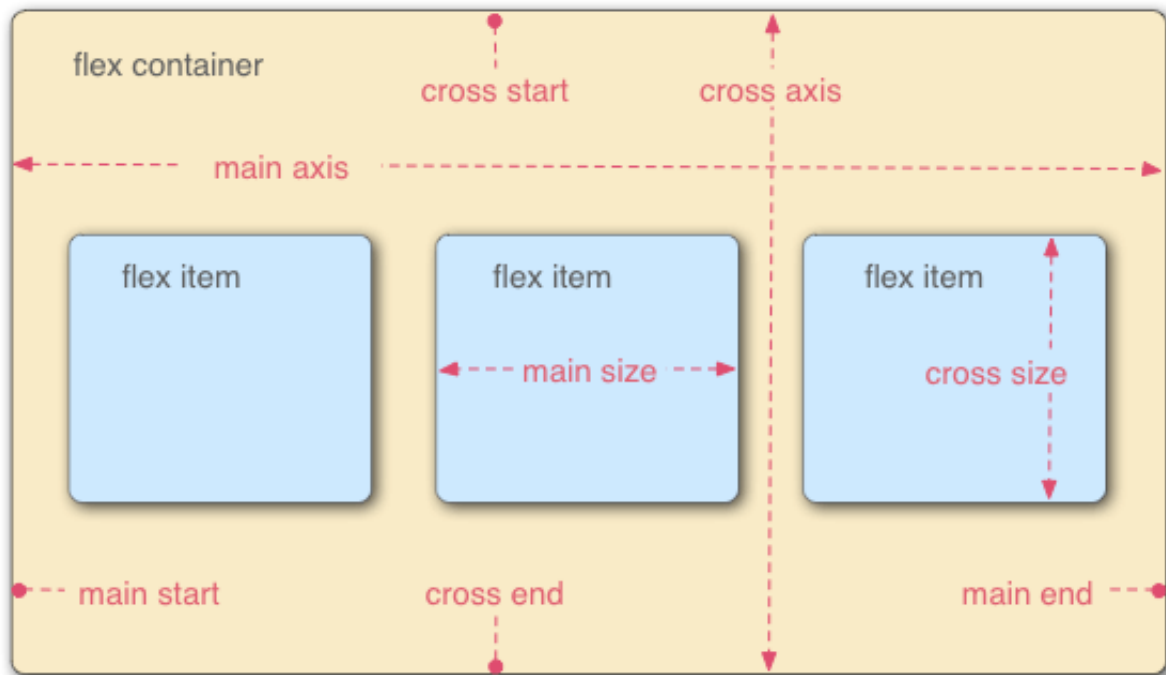 flex container
cross start
cross axis
main axis
flex item
flex item
flex item
main size
cross size
main start
cross end
main end